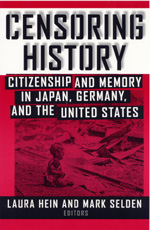 CENSORING
HISTORY
CITIZENSHIP AND MEMORY
IN JAPAN, GERMANY,
AND THE UNITED STATES
LAURA HEIN AND MARK SELDEN
EDITORS